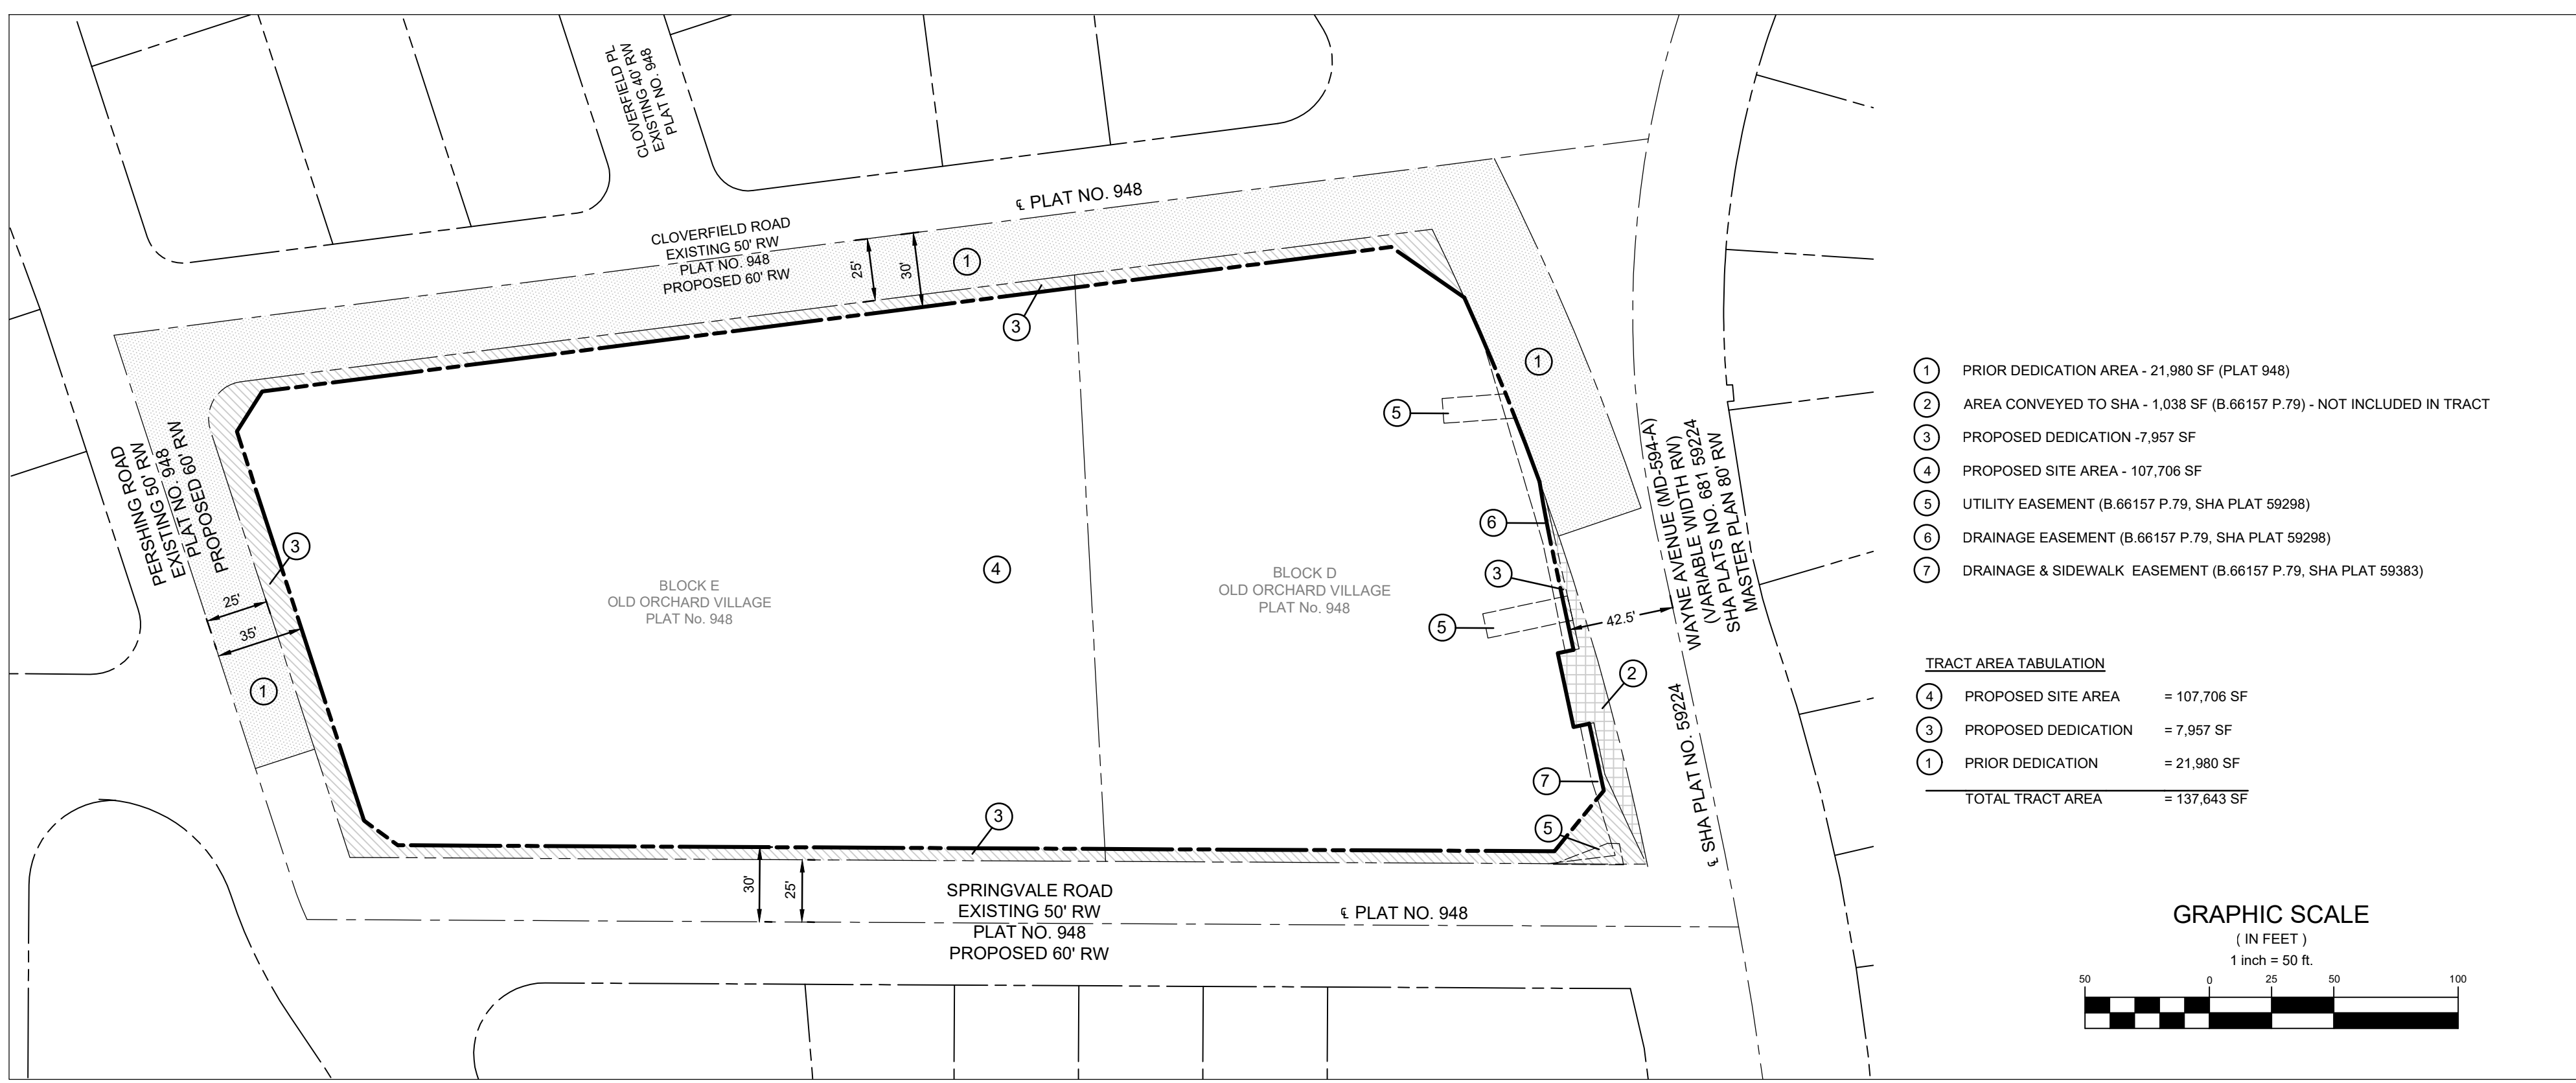 CLOVERFIELD PL
EXISTING 40' RW
PLAT NO. 948
℄ PLAT NO. 948
CLOVERFIELD ROAD
EXISTING 50' RW
PLAT NO. 948
PROPOSED 60' RW
25'
30'
1
3
1
5
PERSHING ROAD
EXISTING 50' RW
PLAT NO. 948
PROPOSED 60' RW
3
25'
35'
1
BLOCK E
OLD ORCHARD VILLAGE
PLAT No. 948
4
BLOCK D
OLD ORCHARD VILLAGE
PLAT No. 948
6
3
5
42.5'
WAYNE AVENUE (MD-594-A)
(VARIABLE WIDTH RW)
SHA PLATS NO. 681 59224
MASTER PLAN 80' RW
2
7
5
3
℄ SHA PLAT NO. 59224
30'
25'
SPRINGVALE ROAD
EXISTING 50' RW
PLAT NO. 948
PROPOSED 60' RW
℄ PLAT NO. 948
1 PRIOR DEDICATION AREA - 21,980 SF (PLAT 948)
2 AREA CONVEYED TO SHA - 1,038 SF (B.66157 P.79) - NOT INCLUDED IN TRACT
3 PROPOSED DEDICATION -7,957 SF
4 PROPOSED SITE AREA - 107,706 SF
5 UTILITY EASEMENT (B.66157 P.79, SHA PLAT 59298)
6 DRAINAGE EASEMENT (B.66157 P.79, SHA PLAT 59298)
7 DRAINAGE & SIDEWALK EASEMENT (B.66157 P.79, SHA PLAT 59383)
TRACT AREA TABULATION
4 PROPOSED SITE AREA = 107,706 SF
3 PROPOSED DEDICATION = 7,957 SF
1 PRIOR DEDICATION = 21,980 SF
TOTAL TRACT AREA = 137,643 SF
GRAPHIC SCALE
( IN FEET )
1 inch = 50 ft.
50 0 25 50 100